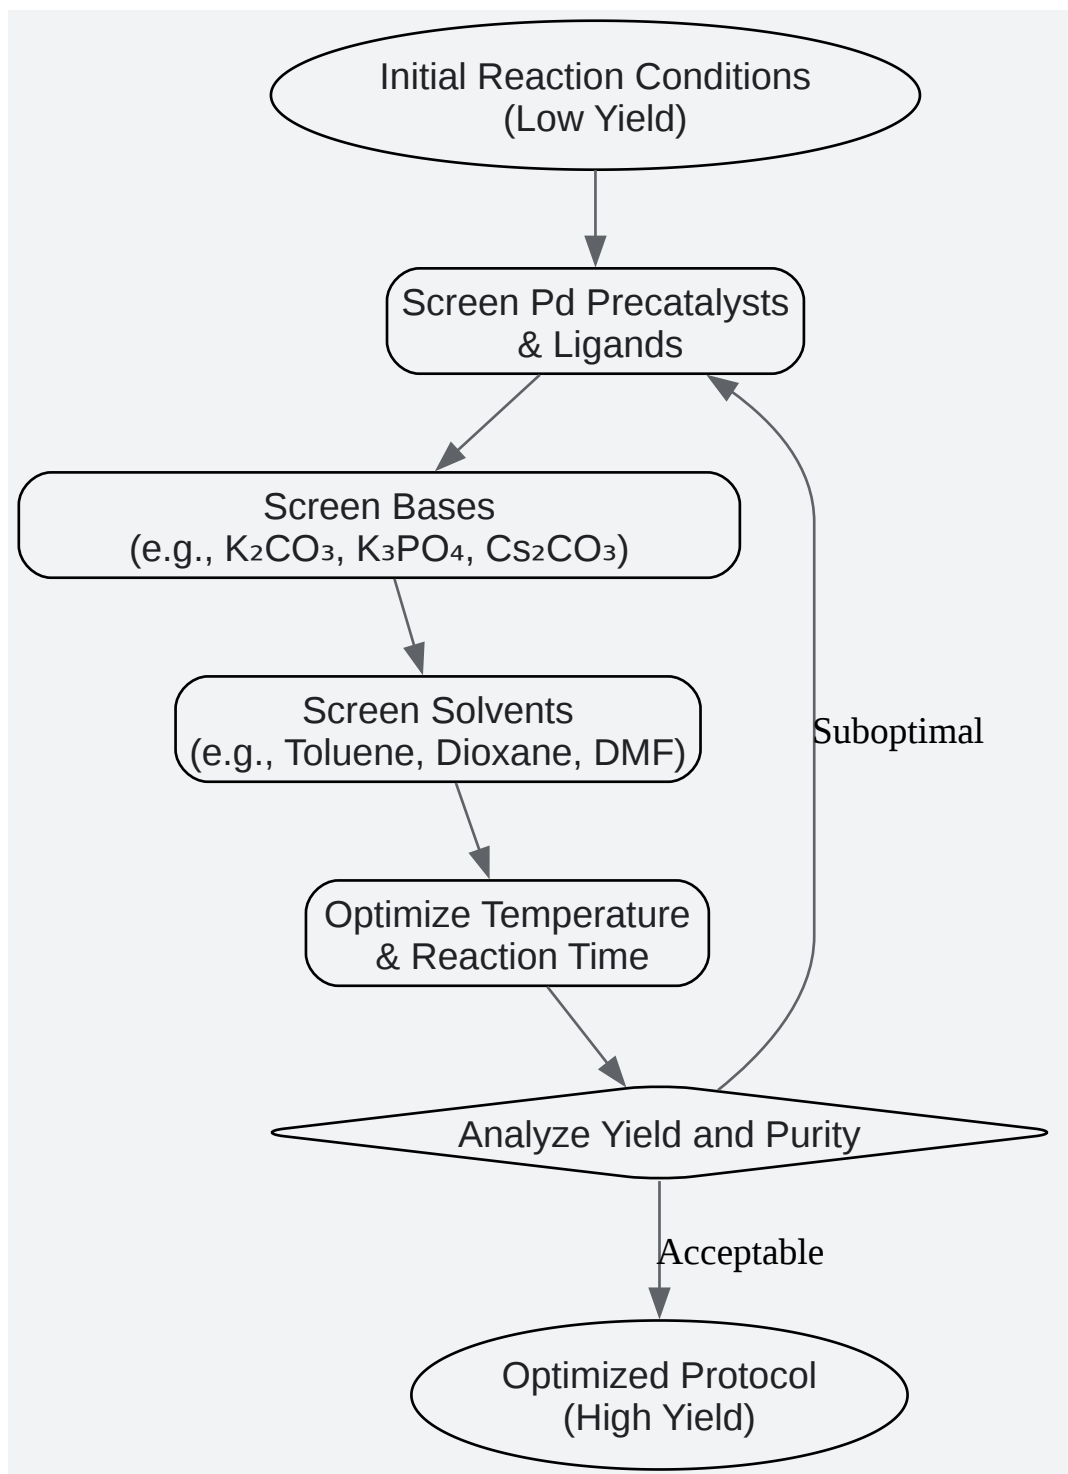 Initial Reaction Conditions
(Low Yield)
Screen Pd Precatalysts
& Ligands
Screen Bases
(e.g., K₂CO₃, K₃PO₄, Cs₂CO₃)
Screen Solvents
(e.g., Toluene, Dioxane, DMF)
Suboptimal
Optimize Temperature
& Reaction Time
Analyze Yield and Purity
Acceptable
Optimized Protocol
(High Yield)